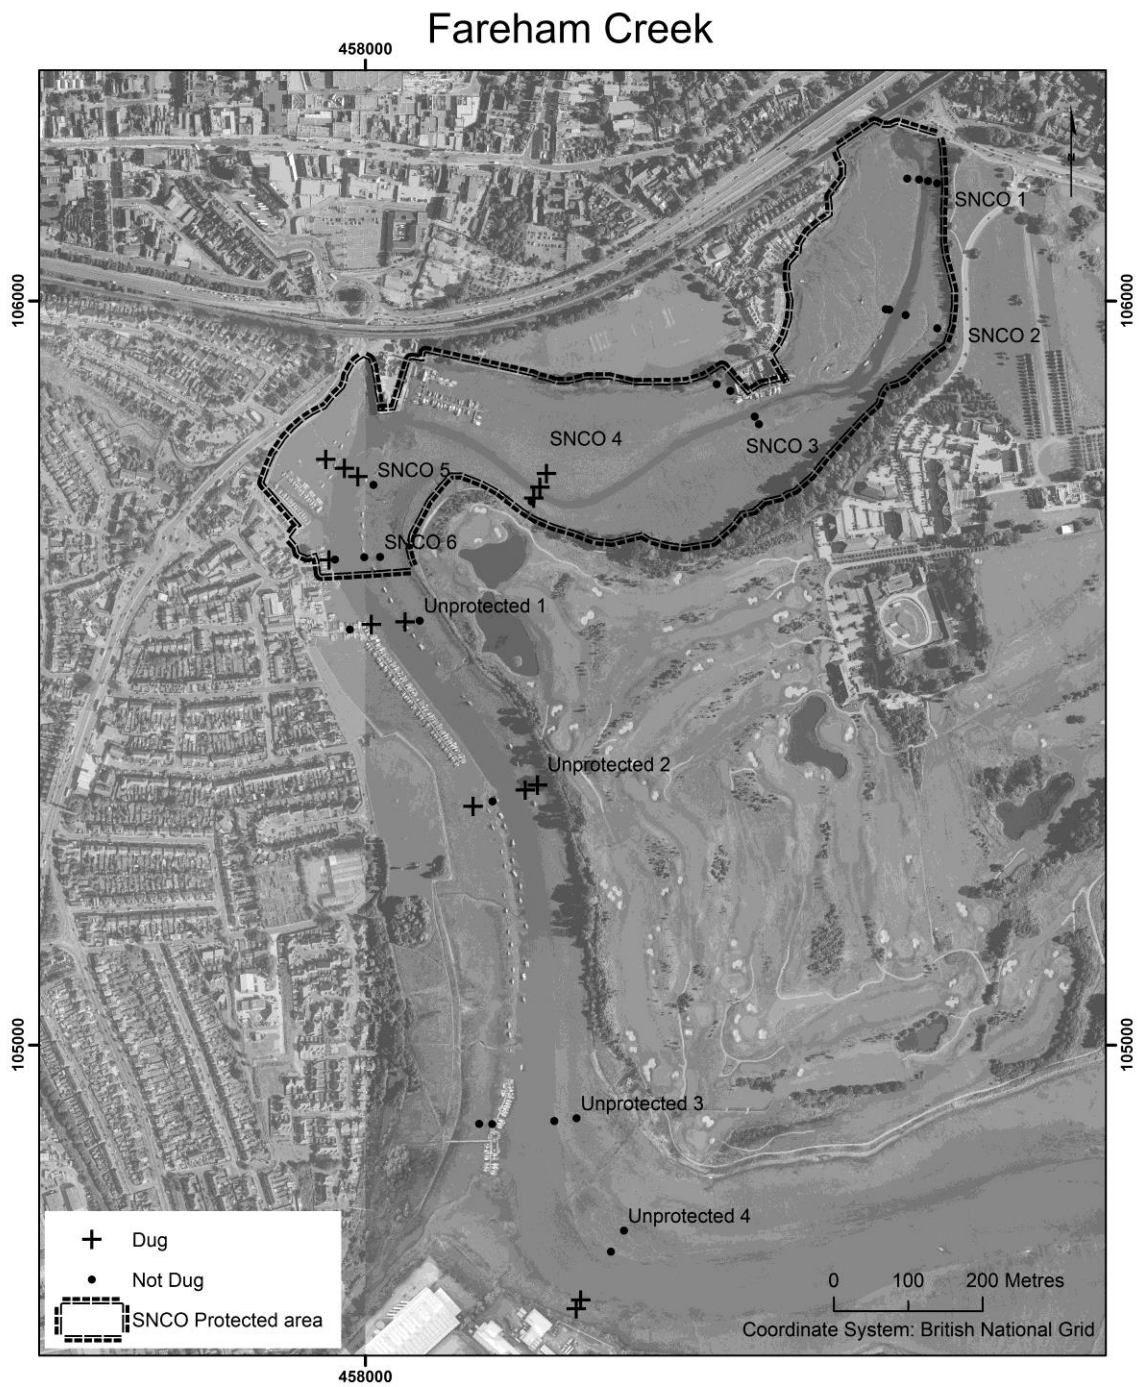 Fareham Creek
458000
SNCO 1
106000
106000
SNCO 2
SNCO 4
SNCO 3
SNCO 5
SNCO 6
Unprotected 1
Unprotected 2
105000
105000
Unprotected 3
Unprotected 4
Dug
Not Dug
SNCO Protected area
0 100 200 Metres
Coordinate System: British National Grid
458000